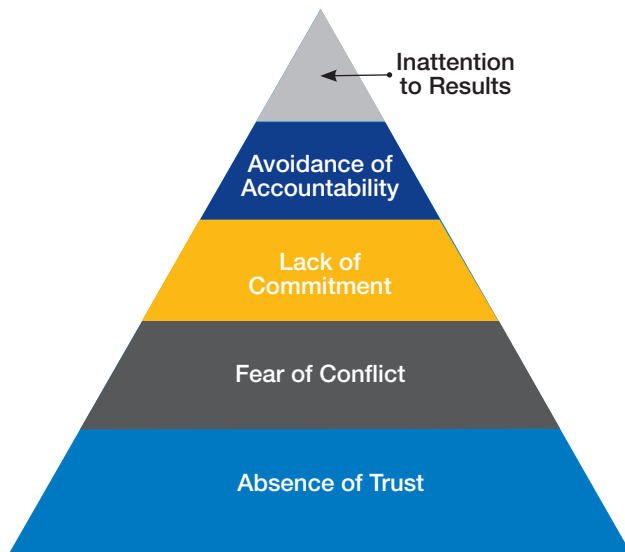 Inattention
to Results
Avoidance of
Accountability
Lack of
Commitment
Fear of Conflict
Absence of Trust